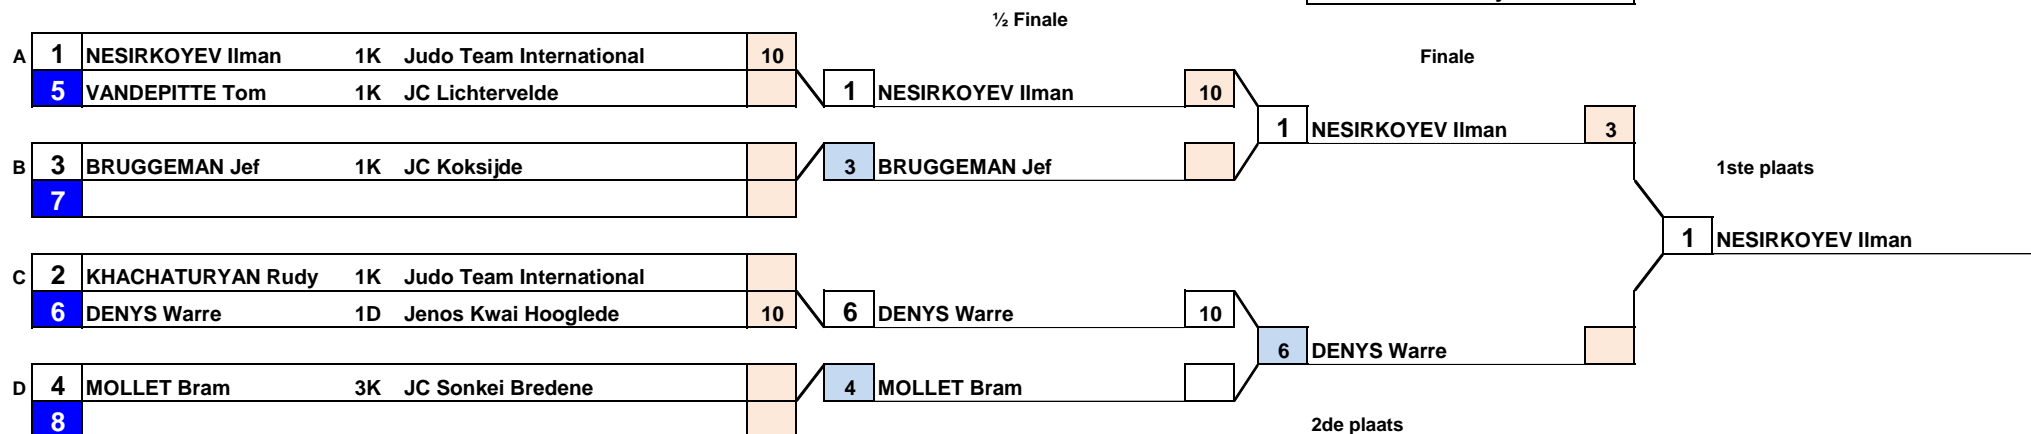 ½ Finale
A 1 NESIRKOYEV Ilman 1K Judo Team International 10
Finale
5 VANDEPITTE Tom 1K JC Lichtervelde
1 NESIRKOYEV Ilman 10
1 NESIRKOYEV Ilman 3
B 3 BRUGGEMAN Jef 1K JC Koksijde
3 BRUGGEMAN Jef
1ste plaats
7
1 NESIRKOYEV Ilman
C 2 KHACHATURYAN Rudy 1K Judo Team International
6 DENYS Warre 1D Jenos Kwai Hooglede 10
6 DENYS Warre 10
6 DENYS Warre
D 4 MOLLET Bram 3K JC Sonkei Bredene
4 MOLLET Bram
8
2de plaats